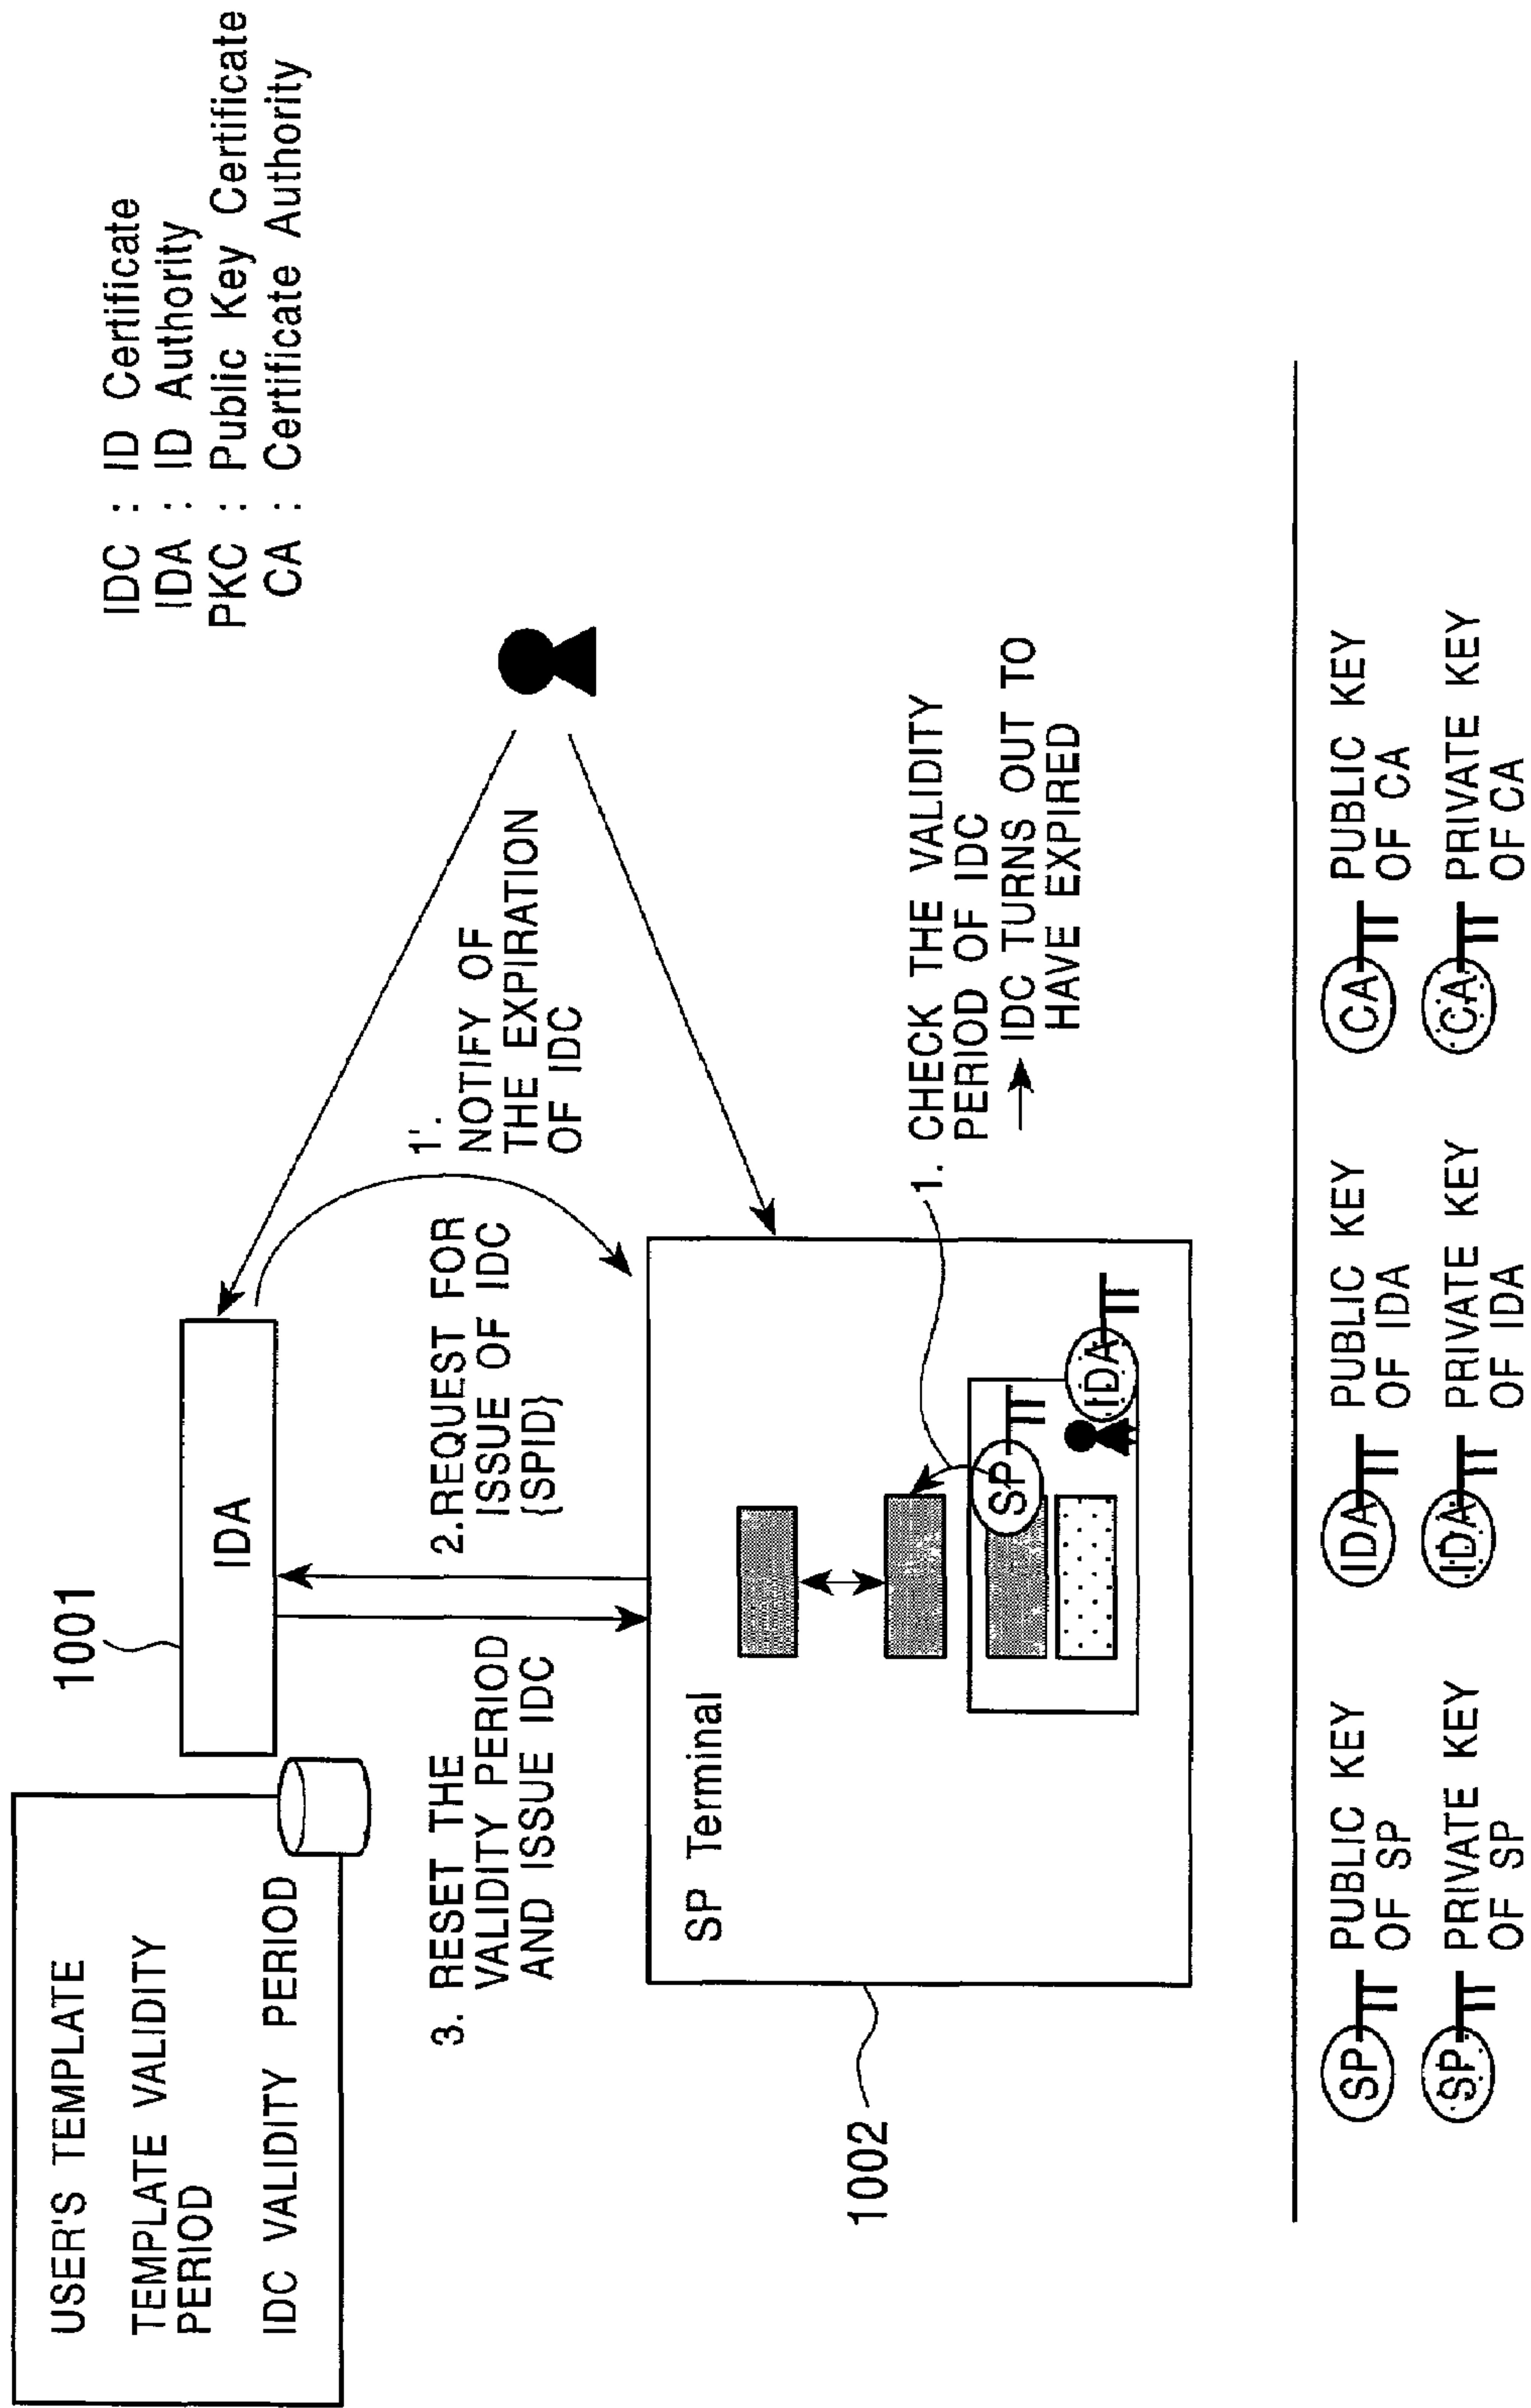 IDC : ID Certificate
IDA : ID Authority
PKC : Public Key Certificate
CA : Certificate Authority
USER'S TEMPLATE
TEMPLATE VALIDITY
PERIOD
IDC VALIDITY PERIOD
1001
IDA
1'.
NOTIFY OF
THE EXPIRATION
OF IDC
2.REQUEST FOR
ISSUE OF IDC
{SPID}
3. RESET THE
VALIDITY PERIOD
AND ISSUE IDC
SP Terminal
1002
SP
IDA
1. CHECK THE VALIDITY
PERIOD OF IDC
→ IDC TURNS OUT TO
HAVE EXPIRED
SP PUBLIC KEY
OF SP
IDA PUBLIC KEY
OF IDA
CA PUBLIC KEY
OF CA
SP PRIVATE KEY
OF SP
IDA PRIVATE KEY
OF IDA
CA PRIVATE KEY
OF CA